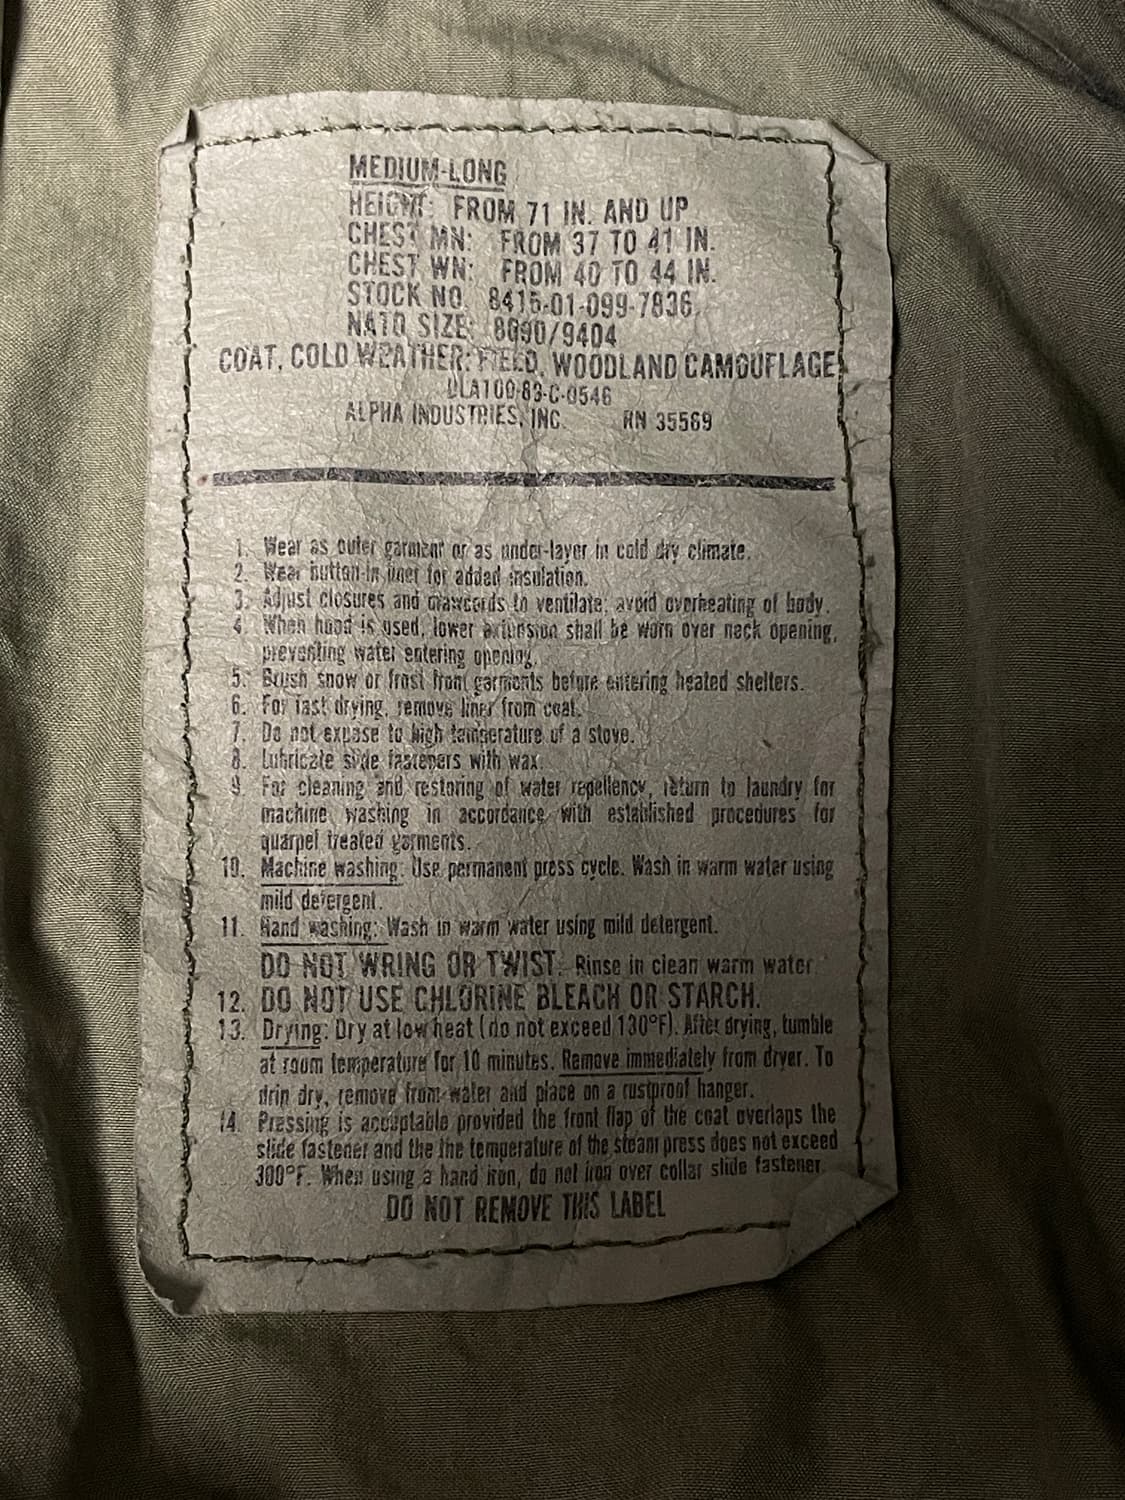 MEDIUM-LONG
HEIGHT: FROM 71 IN. AND UP
CHEST MN: FROM 37 TO 41 IN.
CHEST WN: FROM 40 TO 44 IN.
STOCK NO. 8415-01-099-7836
NATO SIZE: 8090/9404
COAT, COLD WEATHER: FIELD, WOODLAND CAMOUFLAGE
DLA100-83-C-0546
ALPHA INDUSTRIES, INC. RN 35569
1. Wear as outer garment or as under-layer in cold dry climate.
2. Wear button-in liner for added insulation.
3. Adjust closures and drawcords to ventilate; avoid overheating of body.
4. When hood is used, lower extension shall be worn over neck opening,
preventing water entering opening.
5. Brush snow or frost from garments before entering heated shelters.
6. For fast drying, remove liner from coat.
7. Do not expose to high temperature of a stove.
8. Lubricate slide fasteners with wax.
9. For cleaning and restoring of water repellency, return to laundry for
machine washing in accordance with established procedures for
quarpel treated garments.
10. Machine washing: Use permanent press cycle. Wash in warm water using
mild detergent.
11. Hand washing: Wash in warm water using mild detergent.
DO NOT WRING OR TWIST. Rinse in clean warm water
12. DO NOT USE CHLORINE BLEACH OR STARCH.
13. Drying: Dry at low heat (do not exceed 130°F). After drying, tumble
at room temperature for 10 minutes. Remove immediately from dryer. To
drip dry, remove from water and place on a rustproof hanger.
14. Pressing is acceptable provided the front flap of the coat overlaps the
slide fastener and the the temperature of the steam press does not exceed
300°F. When using a hand iron, do not iron over collar slide fastener.
DO NOT REMOVE THIS LABEL